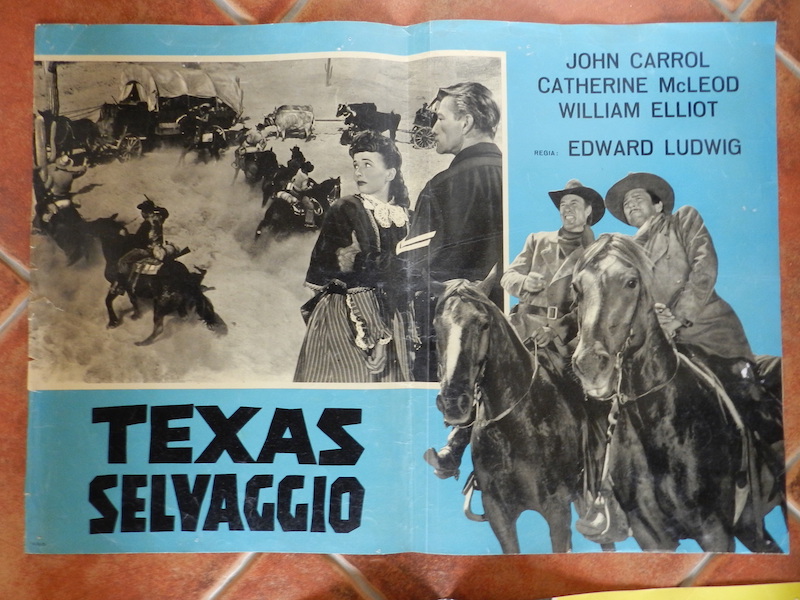 JOHN CARROL
CATHERINE McLEOD
WILLIAM ELLIOT
REGIA: EDWARD LUDWIG
TEXAS
SELVAGGIO